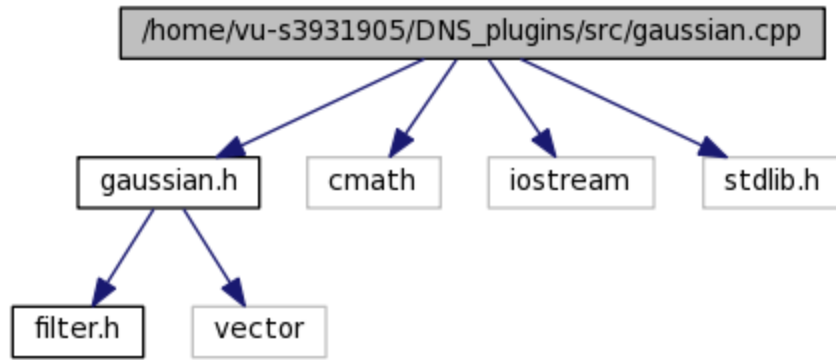 /home/vu-s3931905/DNS_plugins/src/gaussian.cpp
gaussian.h
cmath
iostream
stdlib.h
filter.h
vector